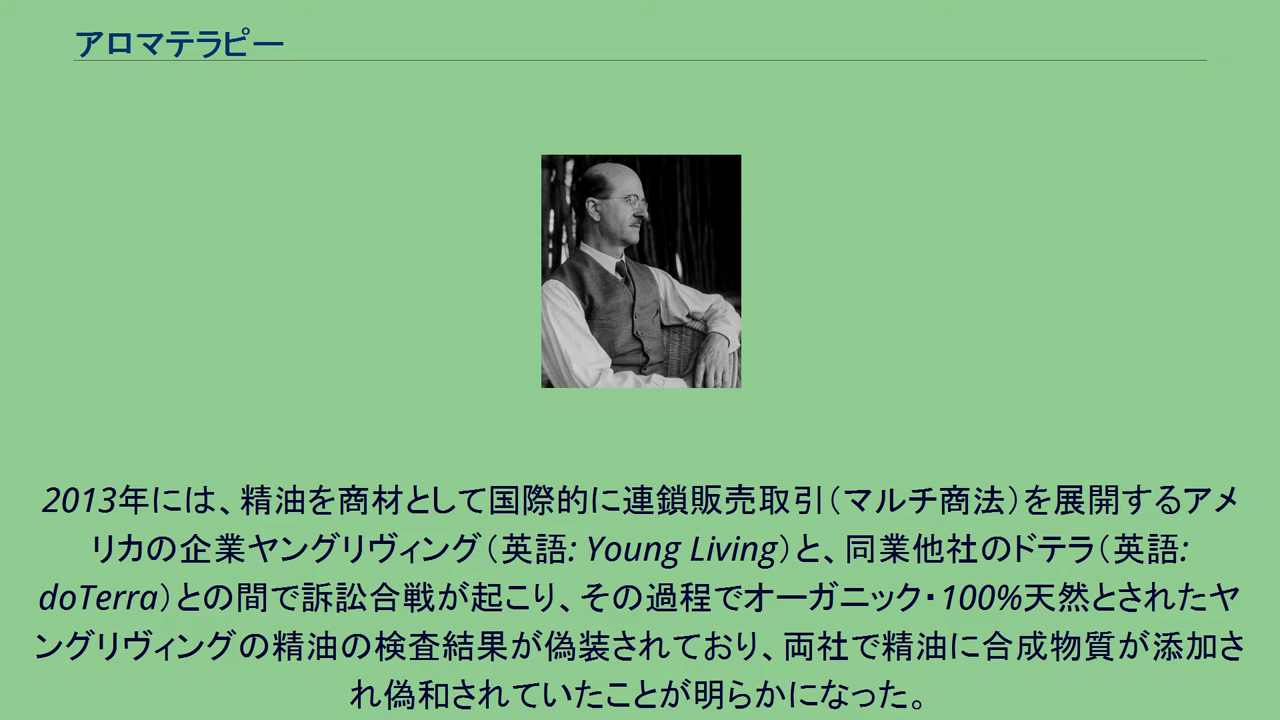 アロマテラピー
2013年には、精油を商材として国際的に連鎖販売取引（マルチ商法）を展開するアメ
リカの企業ヤングリヴィング（英語: Young Living）と、同業他社のドテラ（英語:
doTerra）との間で訴訟合戦が起こり、その過程でオーガニック・100%天然とされたヤ
ングリヴィングの精油の検査結果が偽装されており、両社で精油に合成物質が添加さ
れ偽和されていたことが明らかになった。